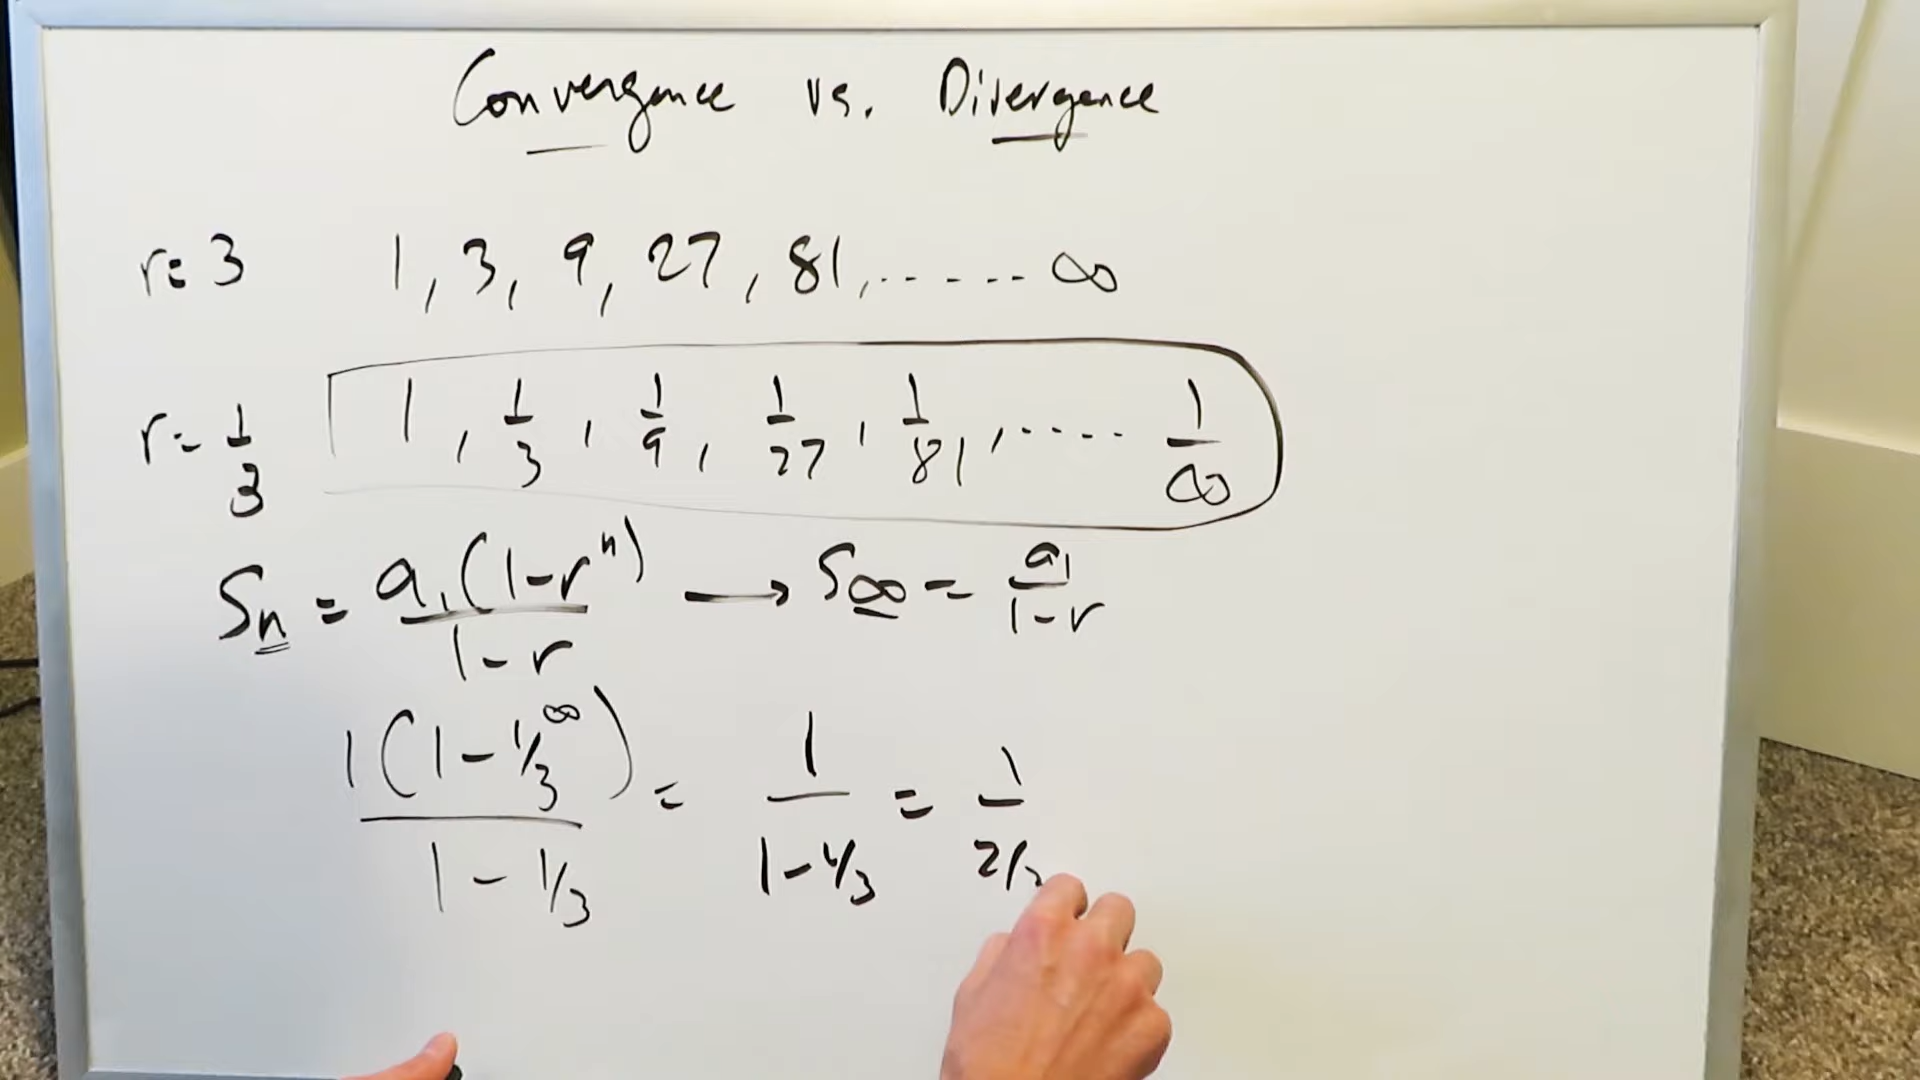 Convergence vs. Divergence
r = 3 1, 3, 9, 27, 81, ...... ∞
r = 1/3 1, 1/3, 1/9, 1/27, 1/81, .... 1/∞
Sn = a1(1-r^n)/1-r → S∞ = a1/1-r
1(1-1/3^∞)/1-1/3 = 1/1-1/3 = 1/2/3